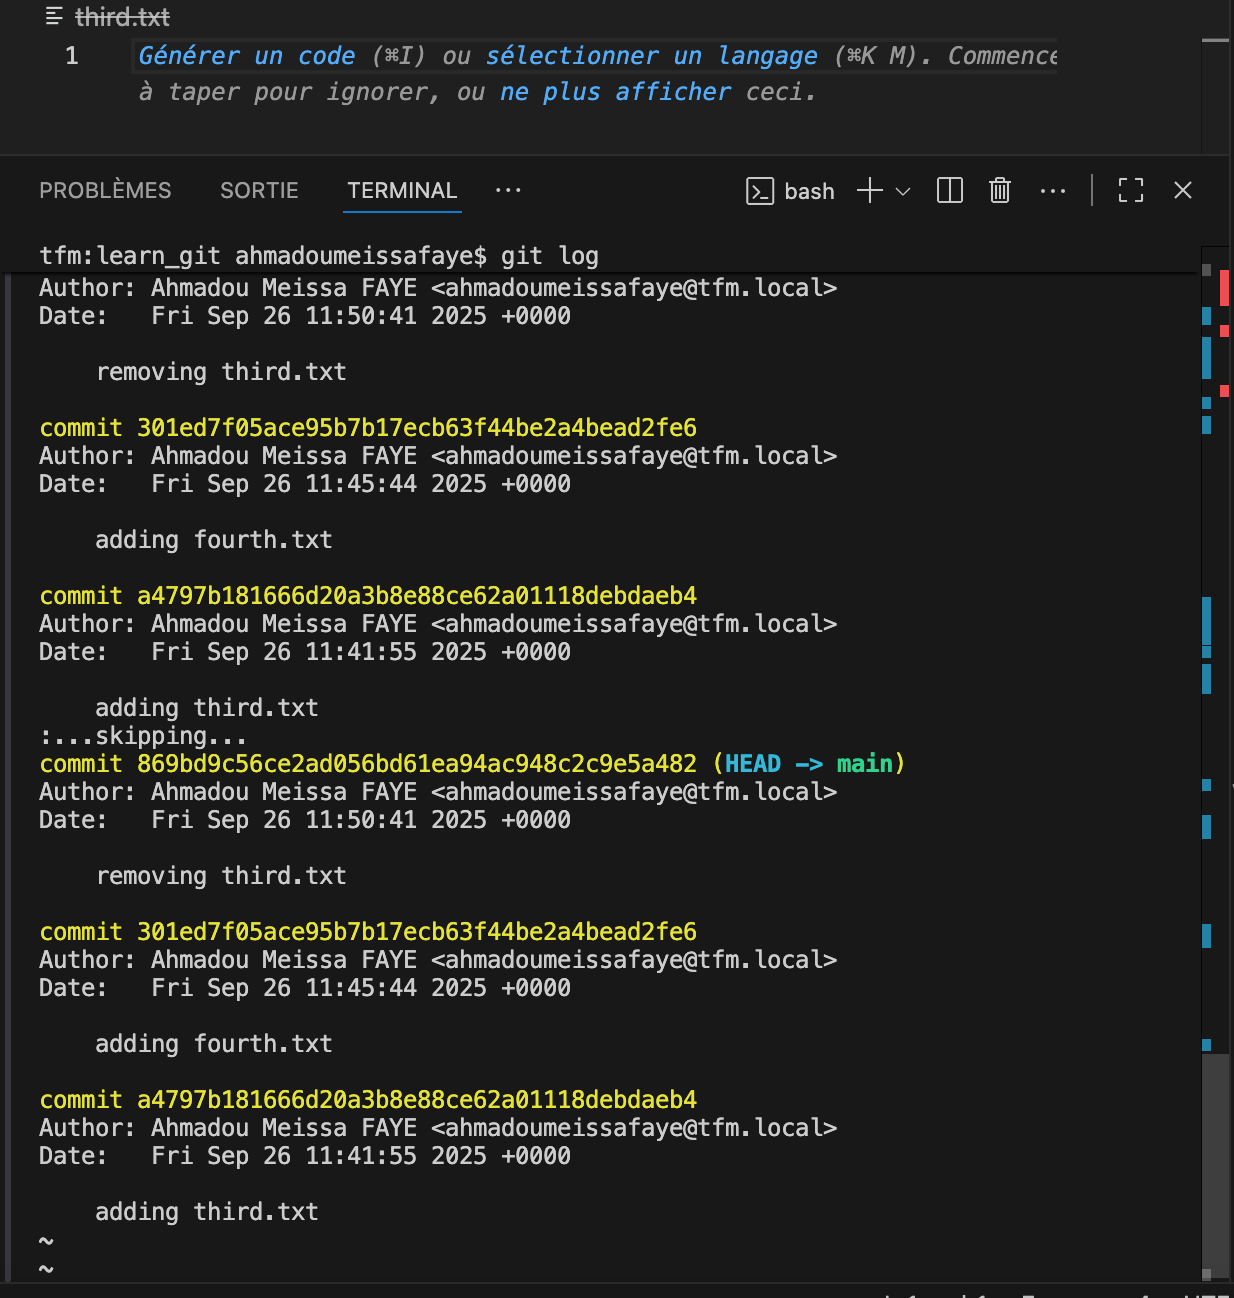 third.txt
1 Générer un code (⌘I) ou sélectionner un langage (⌘K M). Commence
à taper pour ignorer, ou ne plus afficher ceci.
PROBLÈMES SORTIE TERMINAL ... bash
tfm:learn_git ahmadoumeissafaye$ git log
Author: Ahmadou Meissa FAYE <ahmadoumeissafaye@tfm.local>
Date:   Fri Sep 26 11:50:41 2025 +0000
removing third.txt
commit 301ed7f05ace95b7b17ecb63f44be2a4bead2fe6
Author: Ahmadou Meissa FAYE <ahmadoumeissafaye@tfm.local>
Date:   Fri Sep 26 11:45:44 2025 +0000
adding fourth.txt
commit a4797b181666d20a3b8e88ce62a01118debdaeb4
Author: Ahmadou Meissa FAYE <ahmadoumeissafaye@tfm.local>
Date:   Fri Sep 26 11:41:55 2025 +0000
adding third.txt
:...skipping...
commit 869bd9c56ce2ad056bd61ea94ac948c2c9e5a482 (HEAD -> main)
Author: Ahmadou Meissa FAYE <ahmadoumeissafaye@tfm.local>
Date:   Fri Sep 26 11:50:41 2025 +0000
removing third.txt
commit 301ed7f05ace95b7b17ecb63f44be2a4bead2fe6
Author: Ahmadou Meissa FAYE <ahmadoumeissafaye@tfm.local>
Date:   Fri Sep 26 11:45:44 2025 +0000
adding fourth.txt
commit a4797b181666d20a3b8e88ce62a01118debdaeb4
Author: Ahmadou Meissa FAYE <ahmadoumeissafaye@tfm.local>
Date:   Fri Sep 26 11:41:55 2025 +0000
adding third.txt
~
~